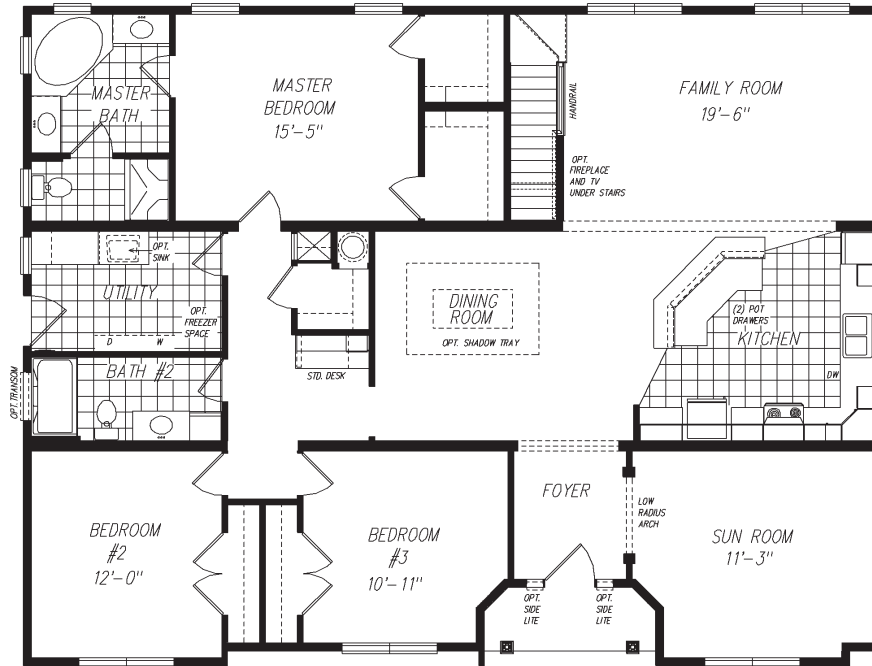 MASTER
BATH
MASTER
BEDROOM
15'-5"
HANDRAIL
FAMILY ROOM
19'-6"
OPT.
FIREPLACE
AND TV
UNDER STAIRS
OPT.
SINK
UTILITY
OPT.
FREEZER
SPACE
D W
DINING
ROOM
OPT. SHADOW TRAY
(2) POT
DRAWERS
KITCHEN
DW
OPT.TRANSOM
BATH #2
STD. DESK
BEDROOM
#2
12'-0"
BEDROOM
#3
10'-11"
FOYER
LOW
RADIUS
ARCH
SUN ROOM
11'-3"
OPT.
SIDE
LITE
OPT.
SIDE
LITE